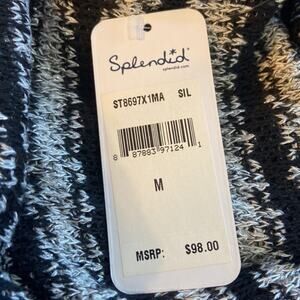 Splendid
splendid.com
ST8697X1MA SIL
8 87883 97124 1
M
MSRP: $98.00